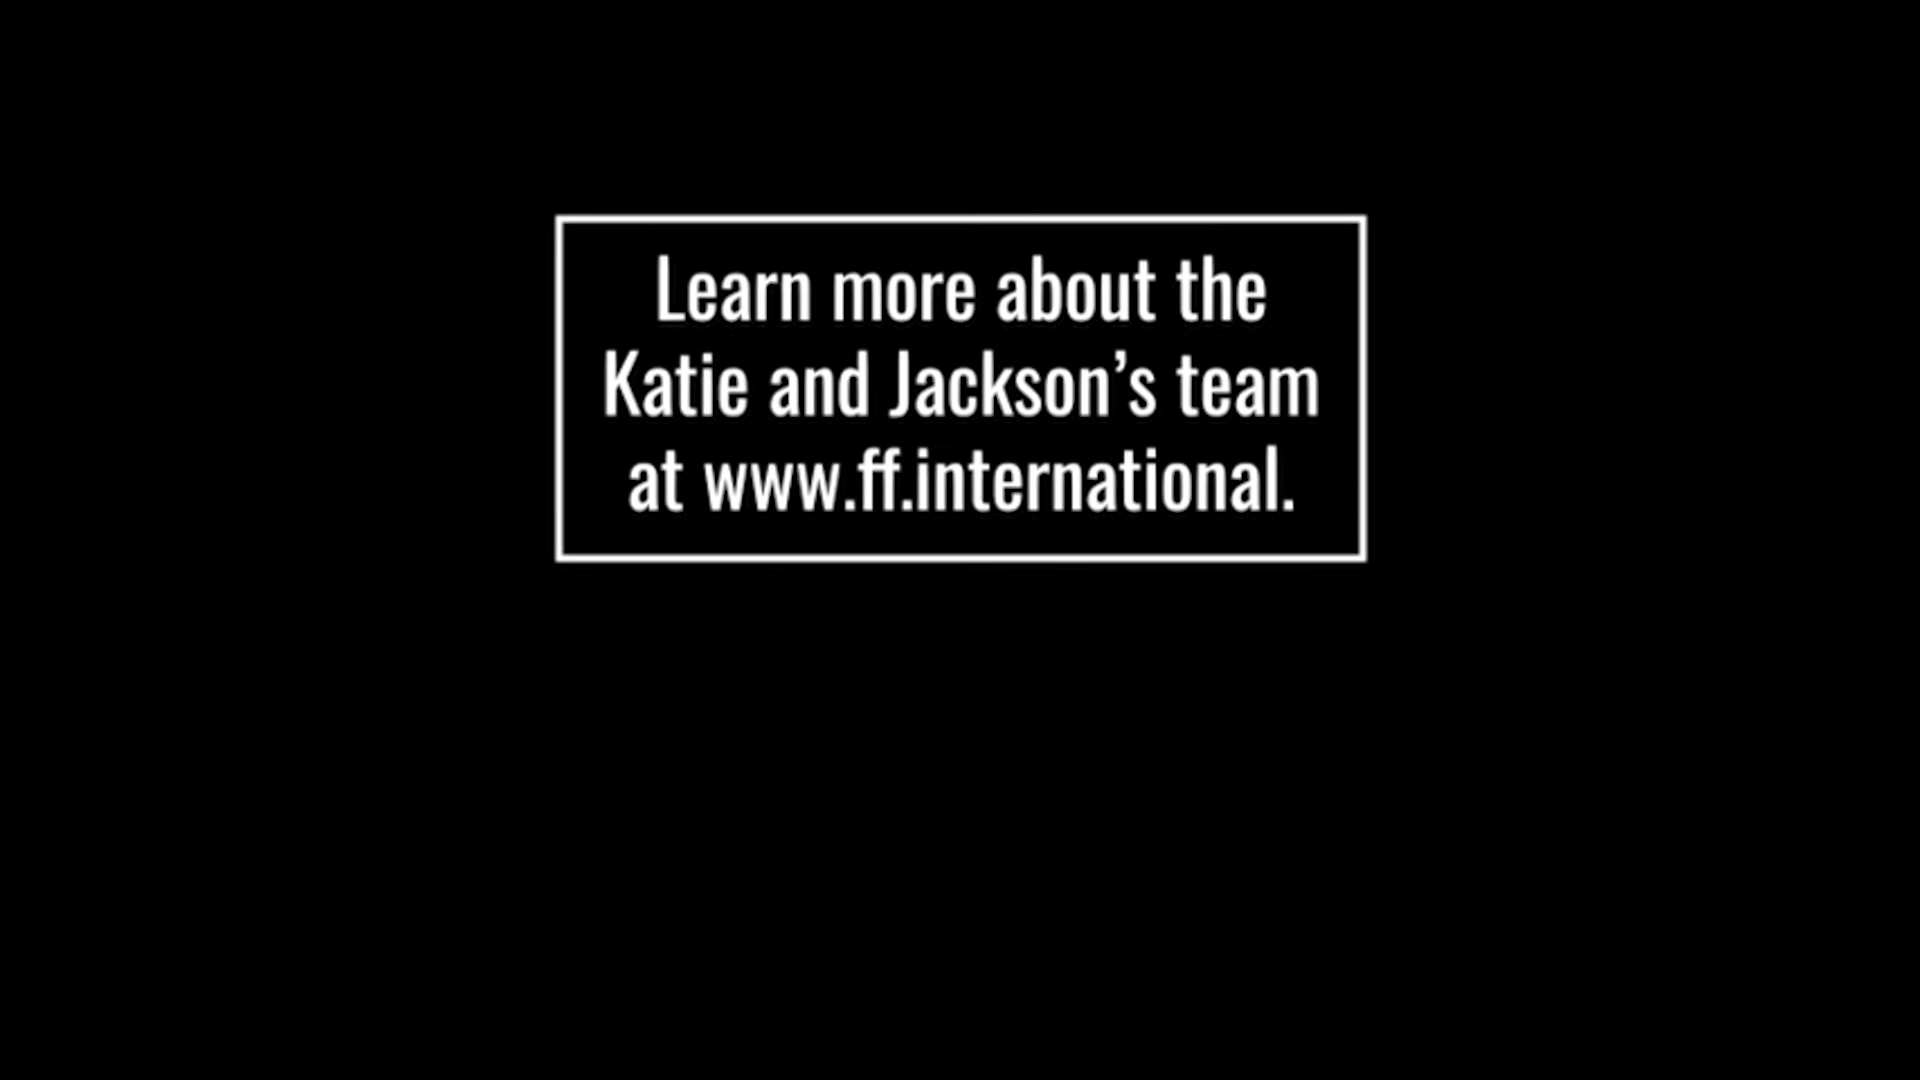 Learn more about the
Katie and Jackson’s team
at www.ff.international.